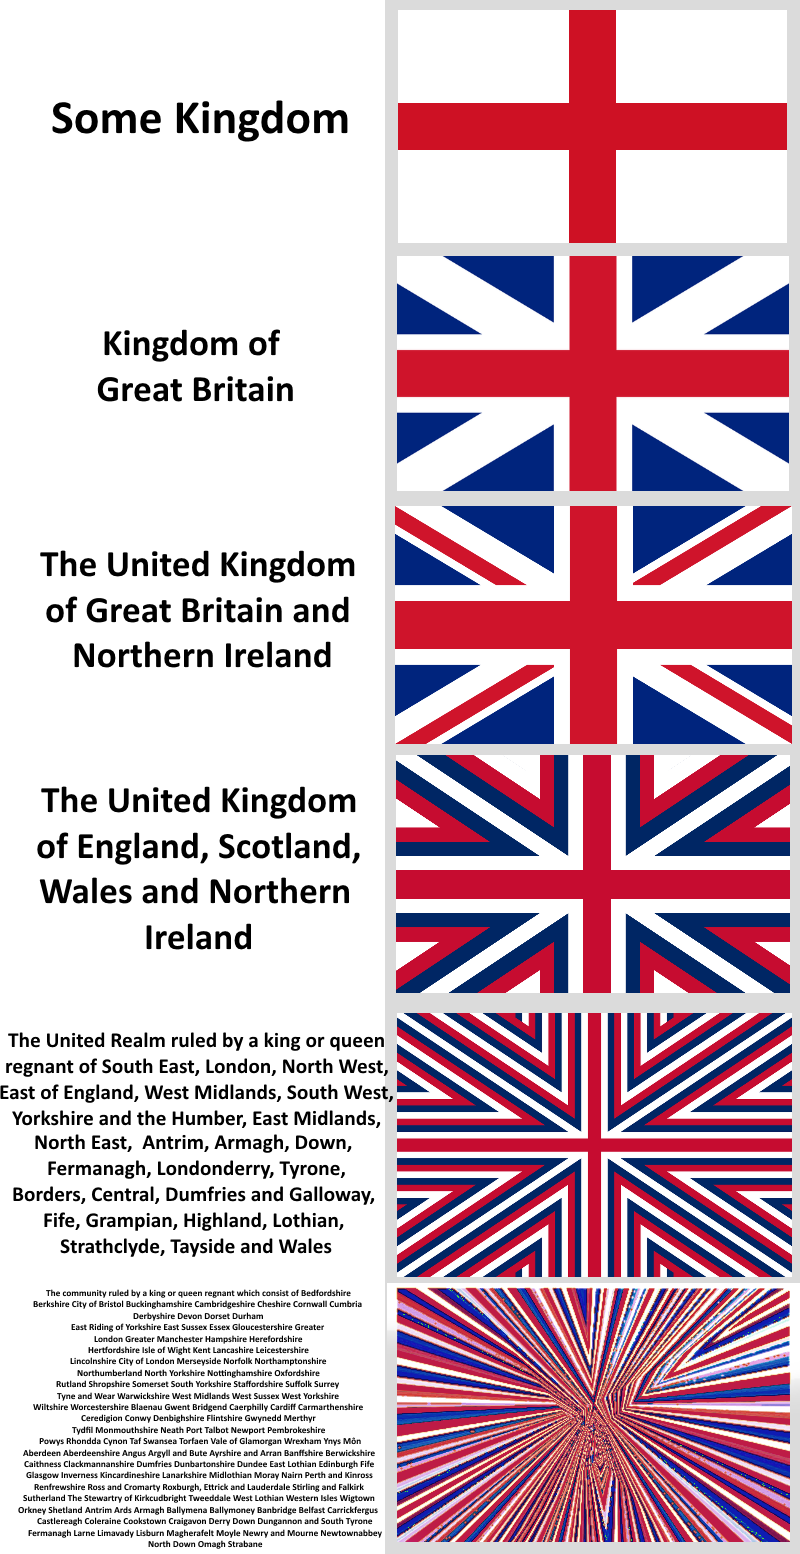 Some Kingdom
Kingdom of
Great Britain
The United Kingdom
of Great Britain and
Northern Ireland
The United Kingdom
of England, Scotland,
Wales and Northern
Ireland
The United Realm ruled by a king or queen
regnant of South East, London, North West,
East of England, West Midlands, South West,
Yorkshire and the Humber, East Midlands,
North East, Antrim, Armagh, Down,
Fermanagh, Londonderry, Tyrone,
Borders, Central, Dumfries and Galloway,
Fife, Grampian, Highland, Lothian,
Strathclyde, Tayside and Wales
The community ruled by a king or queen regnant which consist of Bedfordshire
Berkshire City of Bristol Buckinghamshire Cambridgeshire Cheshire Cornwall Cumbria
Derbyshire Devon Dorset Durham
East Riding of Yorkshire East Sussex Essex Gloucestershire Greater
London Greater Manchester Hampshire Herefordshire
Hertfordshire Isle of Wight Kent Lancashire Leicestershire
Lincolnshire City of London Merseyside Norfolk Northamptonshire
Northumberland North Yorkshire Nottinghamshire Oxfordshire
Rutland Shropshire Somerset South Yorkshire Staffordshire Suffolk Surrey
Tyne and Wear Warwickshire West Midlands West Sussex West Yorkshire
Wiltshire Worcestershire Blaenau Gwent Bridgend Caerphilly Cardiff Carmarthenshire
Ceredigion Conwy Denbighshire Flintshire Gwynedd Merthyr
Tydfil Monmouthshire Neath Port Talbot Newport Pembrokeshire
Powys Rhondda Cynon Taf Swansea Torfaen Vale of Glamorgan Wrexham Ynys Môn
Aberdeen Aberdeenshire Angus Argyll and Bute Ayrshire and Arran Banffshire Berwickshire
Caithness Clackmannanshire Dumfries Dunbartonshire Dundee East Lothian Edinburgh Fife
Glasgow Inverness Kincardineshire Lanarkshire Midlothian Moray Nairn Perth and Kinross
Renfrewshire Ross and Cromarty Roxburgh, Ettrick and Lauderdale Stirling and Falkirk
Sutherland The Stewartry of Kirkcudbright Tweeddale West Lothian Western Isles Wigtown
Orkney Shetland Antrim Ards Armagh Ballymena Ballymoney Banbridge Belfast Carrickfergus
Castlereagh Coleraine Cookstown Craigavon Derry Down Dungannon and South Tyrone
Fermanagh Larne Limavady Lisburn Magherafelt Moyle Newry and Mourne Newtownabbey
North Down Omagh Strabane